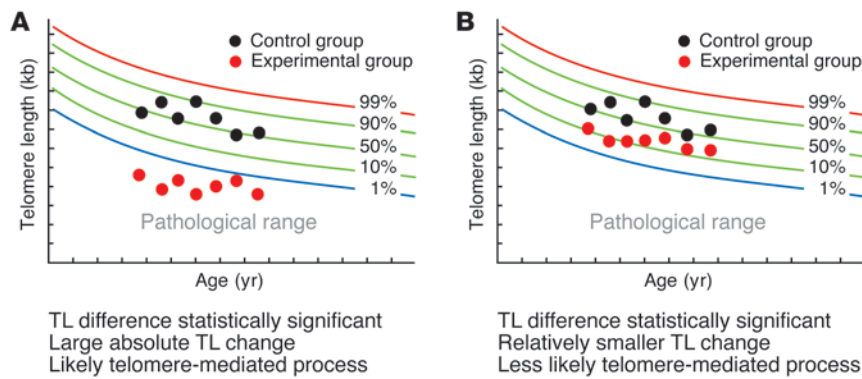 A
Telomere length (kb)
Control group
Experimental group
99%
90%
50%
10%
1%
Pathological range
Age (yr)
TL difference statistically significant
Large absolute TL change
Likely telomere-mediated process
B
Telomere length (kb)
Control group
Experimental group
99%
90%
50%
10%
1%
Pathological range
Age (yr)
TL difference statistically significant
Relatively smaller TL change
Less likely telomere-mediated process